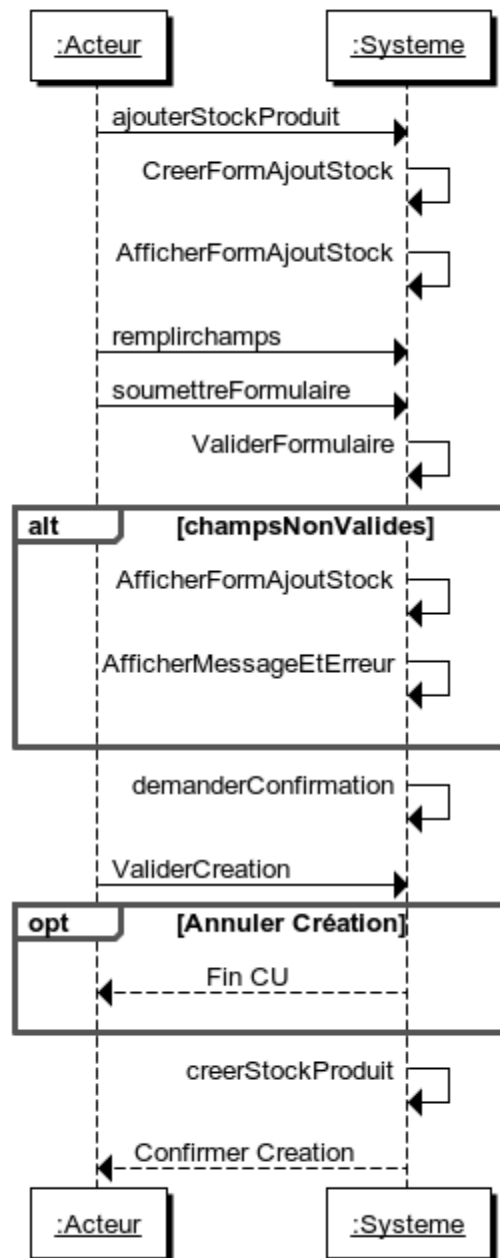 :Acteur
:Systeme
ajouterStockProduit
CreerFormAjoutStock
AfficherFormAjoutStock
remplirchamps
soumettreFormulaire
ValiderFormulaire
alt [champsNonValides]
AfficherFormAjoutStock
AfficherMessageEtErreur
demanderConfirmation
ValiderCreation
opt [Annuler Création]
Fin CU
creerStockProduit
Confirmer Creation
:Acteur
:Systeme